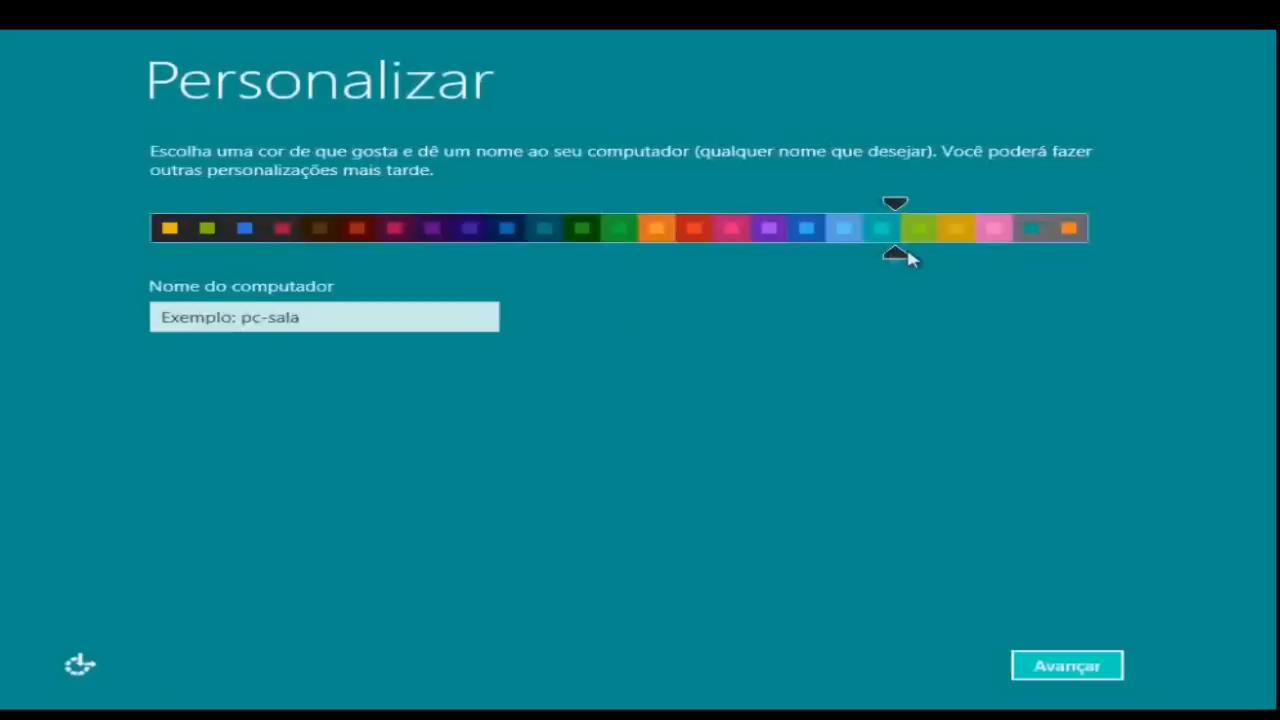 Personalizar
Escolha uma cor de que gosta e dê um nome ao seu computador (qualquer nome que desejar). Você poderá fazer
outras personalizações mais tarde.
Nome do computador
Exemplo: pc-sala
Avançar